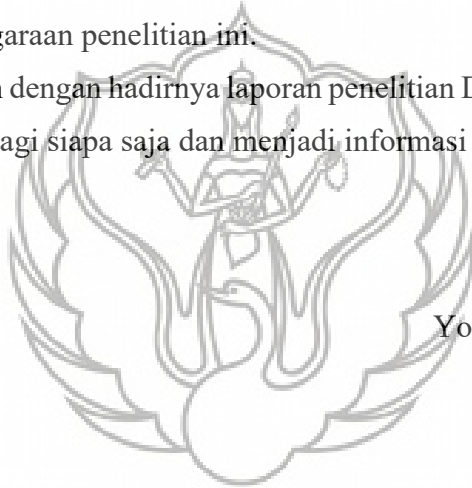 garaan penelitian ini.
dengan hadirnya laporan penelitian
agi siapa saja dan menjadi informasi
Yo